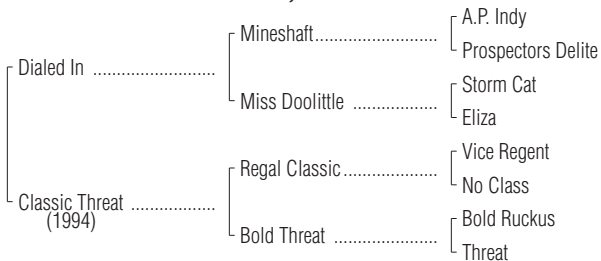 A.P. Indy
Mineshaft..................................
Prospectors Delite
Dialed In ..........................
Storm Cat
Miss Doolittle ..................
Eliza
Vice Regent
Regal Classic....................
No Class
Classic Threat ..................
(1994)
Bold Ruckus
Bold Threat ......................
Threat